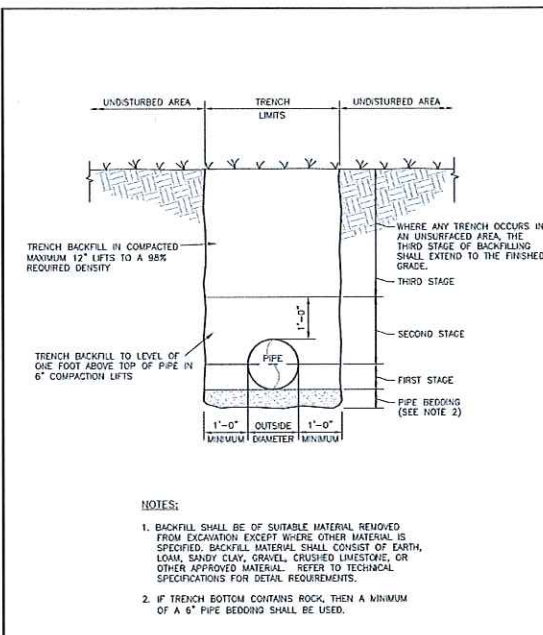 UNDISTURBED AREA
TRENCH
LIMITS
UNDISTURBED AREA
TRENCH BACKFILL IN COMPACTED
MAXIMUM 12" LIFTS TO A 98%
REQUIRED DENSITY
WHERE ANY TRENCH OCCURS IN
AN UNSURFACED AREA, THE
THIRD STAGE OF BACKFILLING
SHALL EXTEND TO THE FINISHED
GRADE.
THIRD STAGE
1'-0"
SECOND STAGE
TRENCH BACKFILL TO LEVEL OF
ONE FOOT ABOVE TOP OF PIPE IN
6" COMPACTION LIFTS
PIPE
FIRST STAGE
PIPE BEDDING
(SEE NOTE 2)
1'-0"
MINIMUM
OUTSIDE
DIAMETER
1'-0"
MINIMUM
NOTES:
1. BACKFILL SHALL BE OF SUITABLE MATERIAL REMOVED
FROM EXCAVATION EXCEPT WHERE OTHER MATERIAL IS
SPECIFIED. BACKFILL MATERIAL SHALL CONSIST OF EARTH,
LOAM, SANDY CLAY, GRAVEL, CRUSHED LIMESTONE, OR
OTHER APPROVED MATERIAL. REFER TO TECHNICAL
SPECIFICATIONS FOR DETAIL REQUIREMENTS.
2. IF TRENCH BOTTOM CONTAINS ROCK, THEN A MINIMUM
OF A 6" PIPE BEDDING SHALL BE USED.